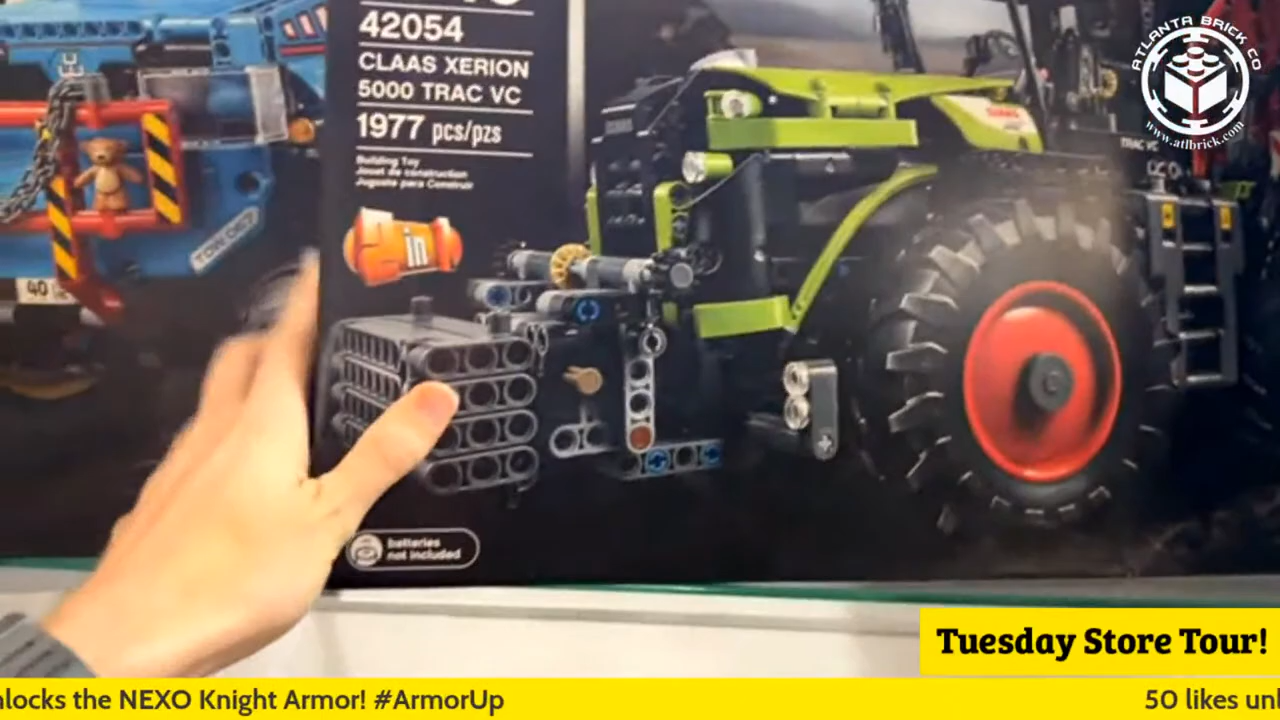 42054
CLAAS XERION
5000 TRAC VC
1977 pcs/pzs
Building Toy
Jouet de construction
Juguete para Construir
in
batteries
not included
TRAC VC
ATLANTA BRICK CO
www.atlbrick.com
Tuesday Store Tour!
nlocks the NEXO Knight Armor! #ArmorUp
50 likes unl